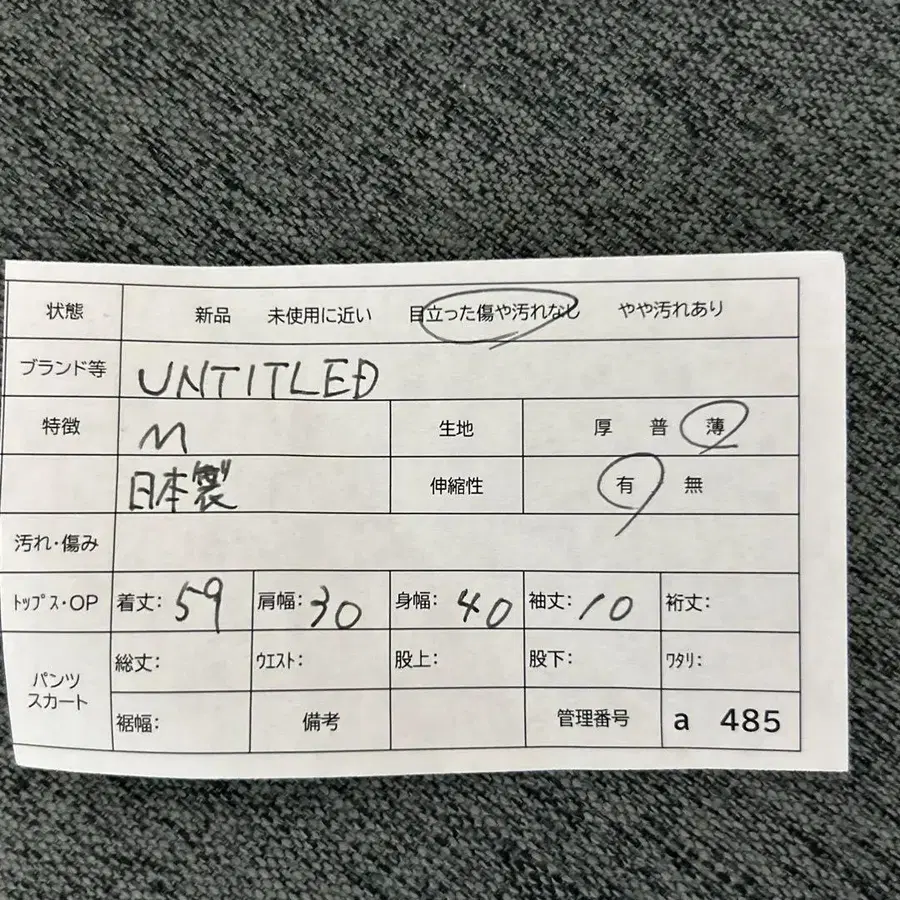 状態 新品 未使用に近い 目立った傷や汚れなし やや汚れあり
ブランド等 UNTITLED
特徴 M 生地 厚 普 薄
日本製 伸縮性 有 無
汚れ・傷み
ﾄｯﾌﾟｽ・OP 着丈: 59 肩幅: 30 身幅: 40 袖丈: 10 裄丈:
パンツ スカート 総丈: ｳｴｽﾄ: 股上: 股下: ﾜﾀﾘ:
裾幅: 備考 管理番号 a 485